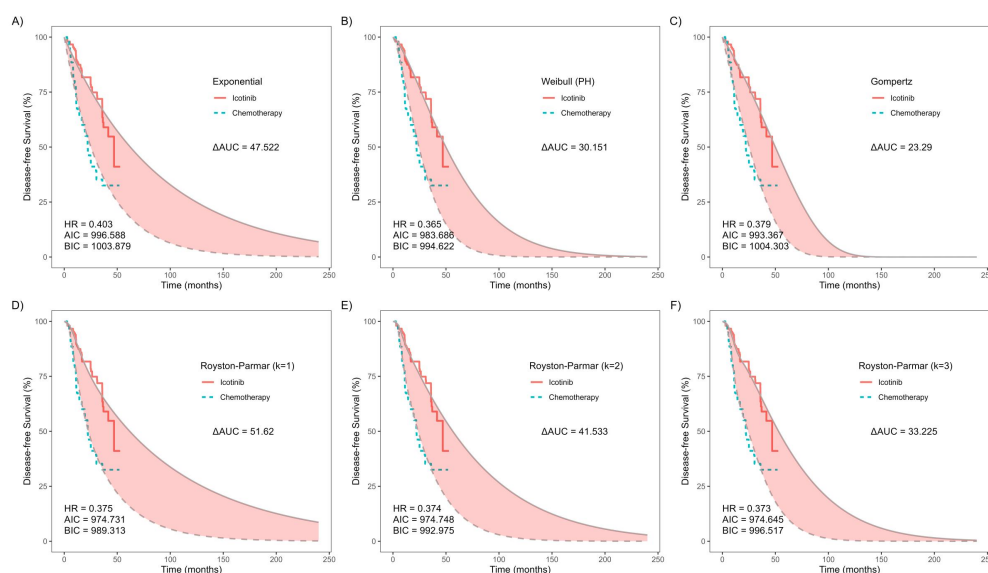 A)
Disease-free Survival (%)
100
75
50
25
0
Exponential
Icotinib
Chemotherapy
ΔAUC = 47.522
HR = 0.403
AIC = 996.588
BIC = 1003.879
0 50 100 150 200 250
Time (months)
B)
Disease-free Survival (%)
100
75
50
25
0
Weibull (PH)
Icotinib
Chemotherapy
ΔAUC = 30.151
HR = 0.365
AIC = 983.686
BIC = 994.622
0 50 100 150 200 250
Time (months)
C)
Disease-free Survival (%)
100
75
50
25
0
Gompertz
Icotinib
Chemotherapy
ΔAUC = 23.29
HR = 0.379
AIC = 993.367
BIC = 1004.303
0 50 100 150 200 250
Time (months)
D)
Disease-free Survival (%)
100
75
50
25
0
Royston-Parmar (k=1)
Icotinib
Chemotherapy
ΔAUC = 51.62
HR = 0.375
AIC = 974.731
BIC = 989.313
0 50 100 150 200 250
Time (months)
E)
Disease-free Survival (%)
100
75
50
25
0
Royston-Parmar (k=2)
Icotinib
Chemotherapy
ΔAUC = 41.533
HR = 0.374
AIC = 974.748
BIC = 992.975
0 50 100 150 200 250
Time (months)
F)
Disease-free Survival (%)
100
75
50
25
0
Royston-Parmar (k=3)
Icotinib
Chemotherapy
ΔAUC = 33.225
HR = 0.373
AIC = 974.645
BIC = 996.517
0 50 100 150 200 250
Time (months)